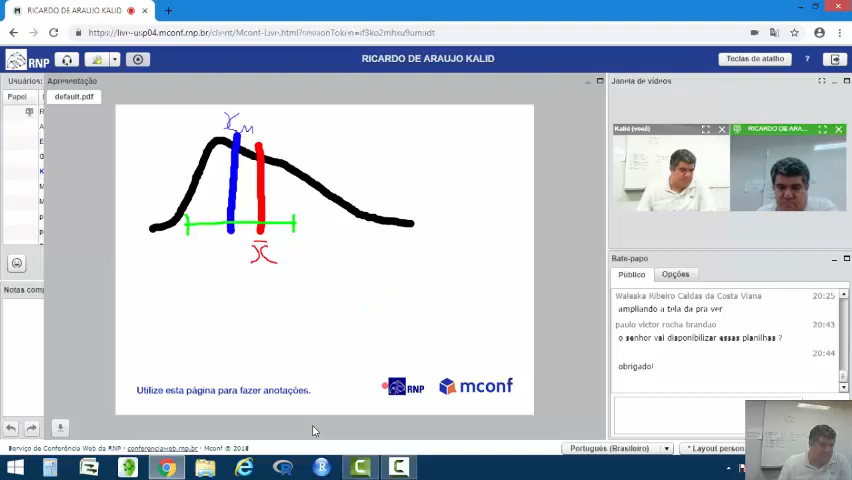 RICARDO DE ARAUJO KALID
https://live-usp04.mconf.rnp.br/client/Mconf-Live.html?sessionToken=if3ko2mhxu9umudt
RNP
RICARDO DE ARAUJO KALID
Teclas de atalho
?
Usuários:
Apresentação
Janela de vídeos
Papel
default.pdf
Kalid (você)
RICARDO DE ARA...
X̄
Notas comp
Utilize esta página para fazer anotações.
RNP
mconf
Bate-papo
Público
Opções
Waleska Ribeiro Caldas da Costa Viana 20:25
ampliando a tela da pra ver
paulo victor rocha brandao 20:43
o senhor vai disponibilizar essas planilhas ?
20:44
obrigado!
Serviço de Conferência Web da RNP - conferenciaweb.rnp.br - Mconf © 2018
Português (Brasileiro)
* Layout person